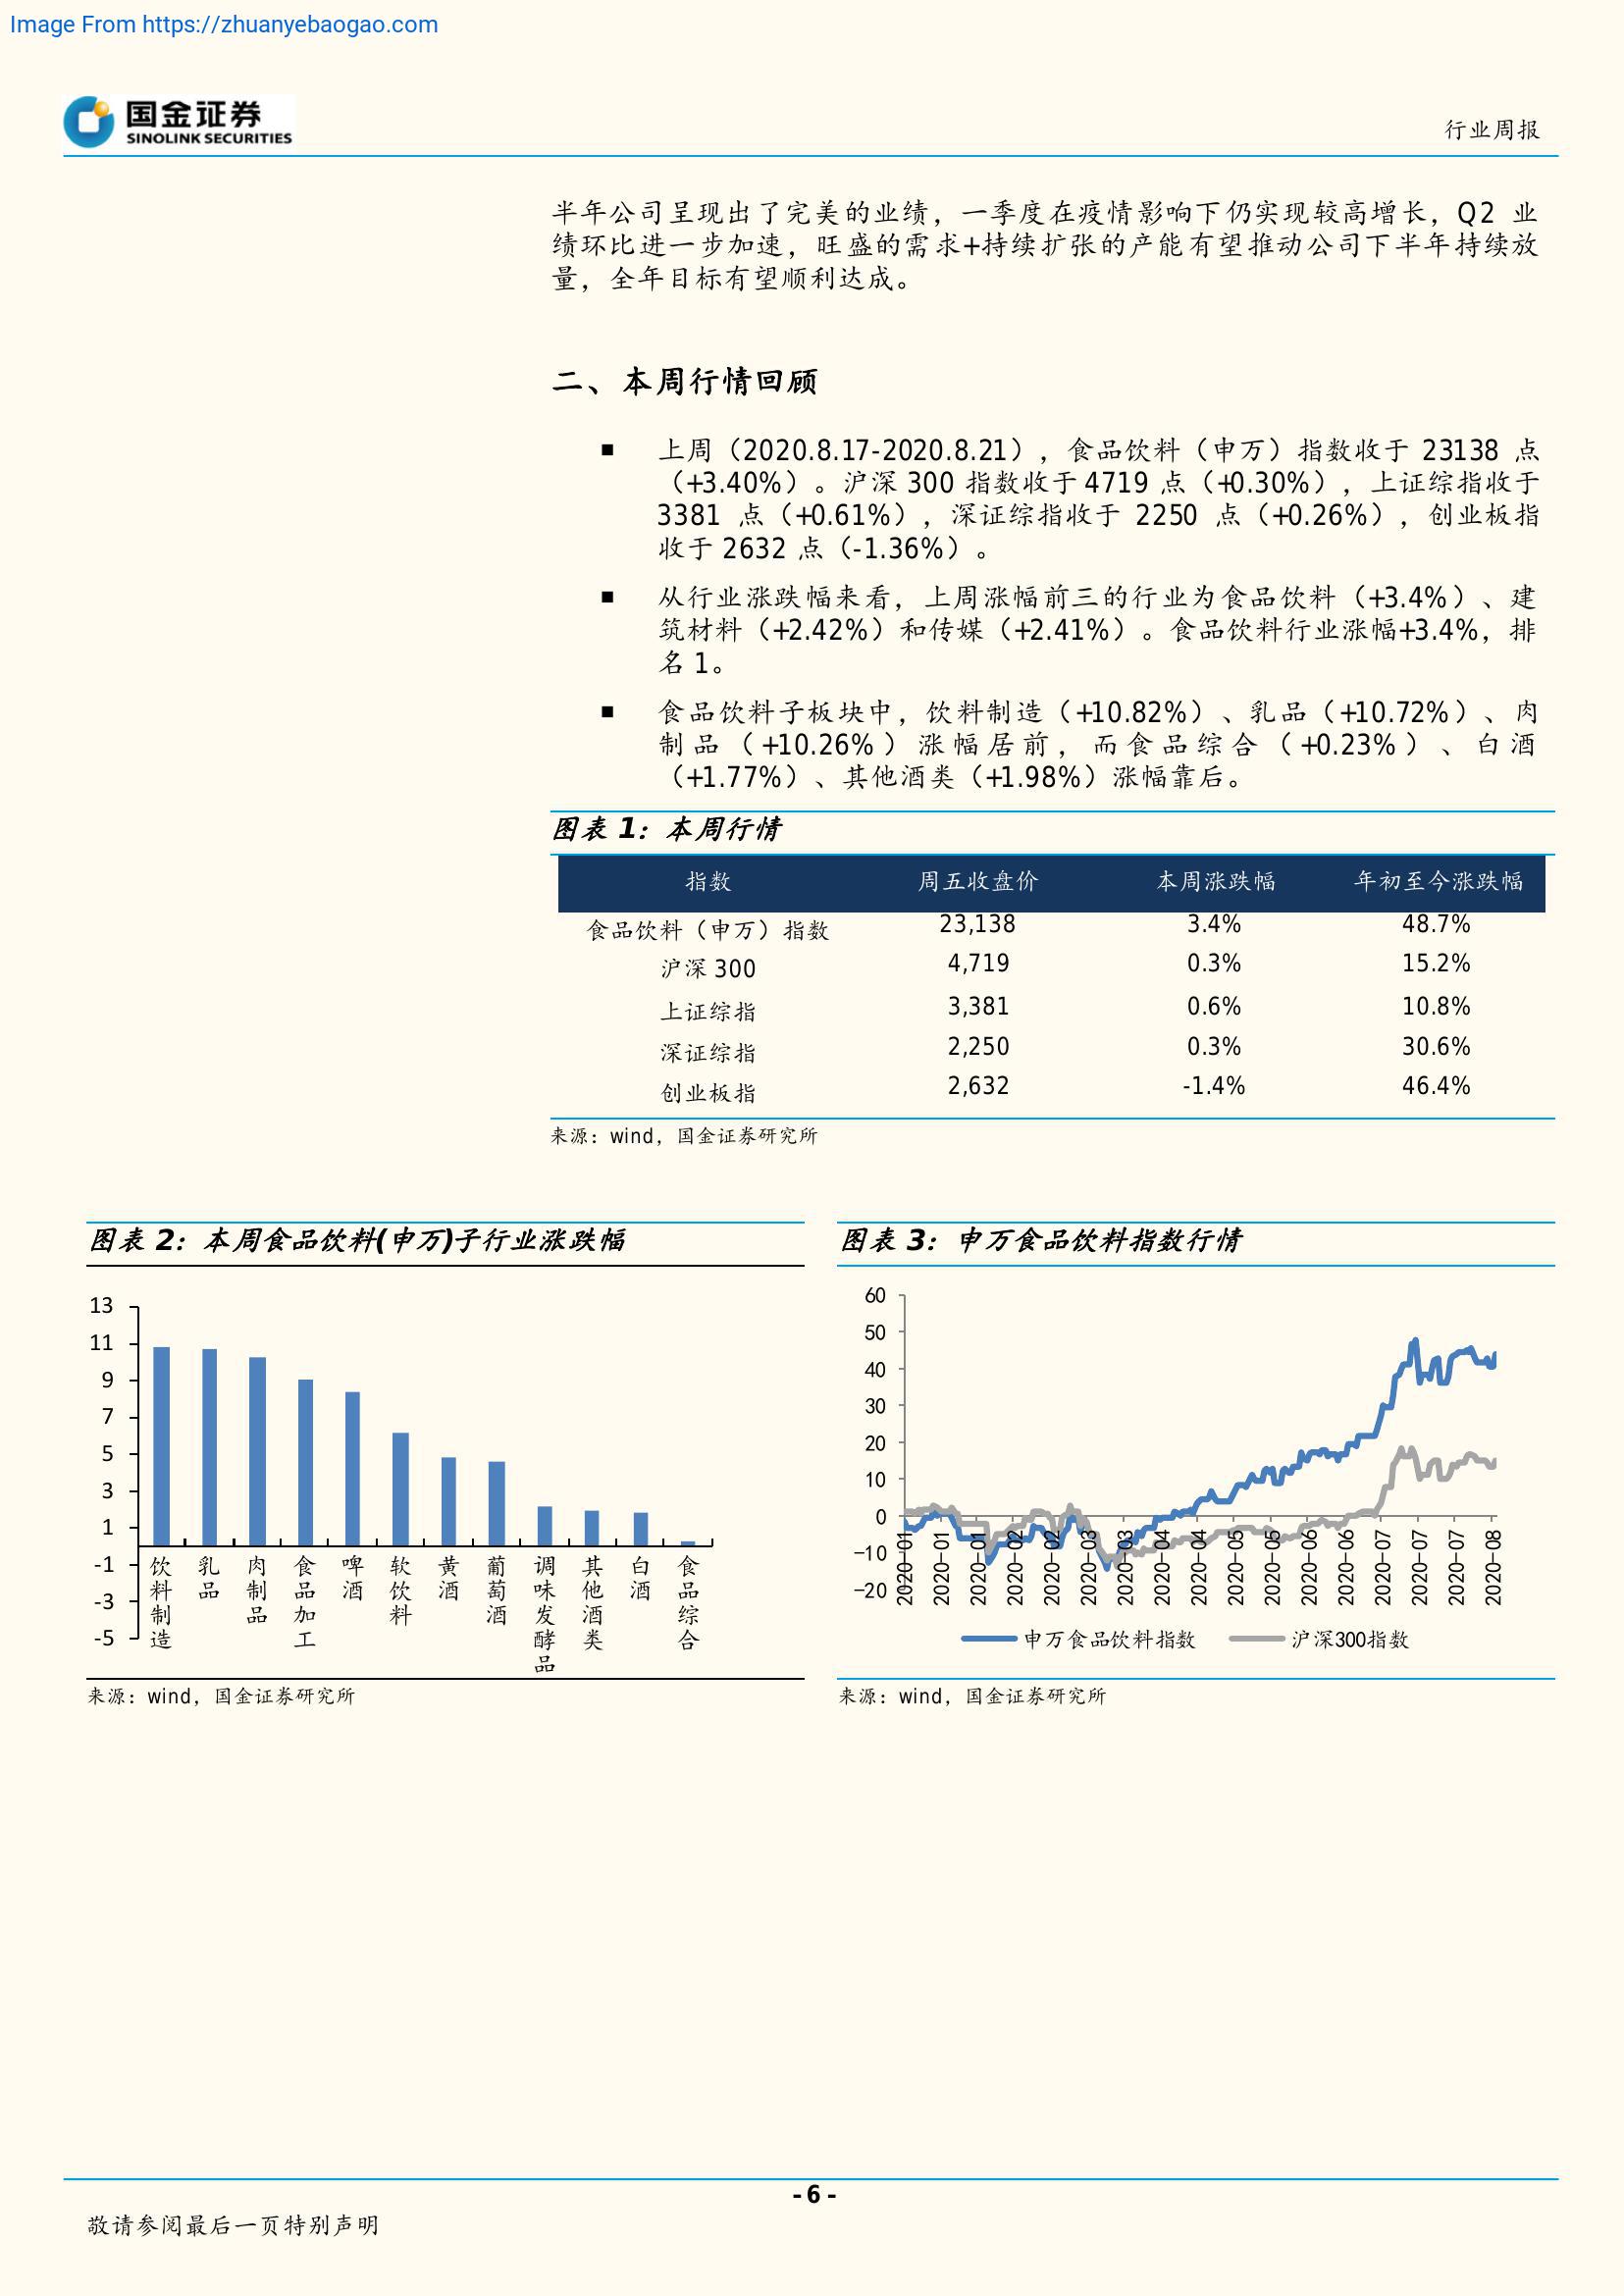 Image From https://zhuanyebaogao.com
国金证券
SINOLINK SECURITIES
行业周报
半年公司呈现出了完美的业绩，一季度在疫情影响下仍实现较高增长，Q2 业
绩环比进一步加速，旺盛的需求+持续扩张的产能有望推动公司下半年持续放
量，全年目标有望顺利达成。
二、本周行情回顾
■ 上周（2020.8.17-2020.8.21），食品饮料（申万）指数收于 23138 点
（+3.40%）。沪深 300 指数收于 4719 点（+0.30%），上证综指收于
3381 点（+0.61%），深证综指收于 2250 点（+0.26%），创业板指
收于 2632 点（-1.36%）。
■ 从行业涨跌幅来看，上周涨幅前三的行业为食品饮料（+3.4%）、建
筑材料（+2.42%）和传媒（+2.41%）。食品饮料行业涨幅+3.4%，排
名 1。
■ 食品饮料子板块中，饮料制造（+10.82%）、乳品（+10.72%）、肉
制品（+10.26%）涨幅居前，而食品综合（+0.23%）、白酒
（+1.77%）、其他酒类（+1.98%）涨幅靠后。
图表 1：本周行情
指数 周五收盘价 本周涨跌幅 年初至今涨跌幅
食品饮料（申万）指数 23,138 3.4% 48.7%
沪深 300 4,719 0.3% 15.2%
上证综指 3,381 0.6% 10.8%
深证综指 2,250 0.3% 30.6%
创业板指 2,632 -1.4% 46.4%
来源：wind，国金证券研究所
图表 2：本周食品饮料(申万)子行业涨跌幅
13
11
9
7
5
3
1
-1
-3
-5
饮料制造
乳品
肉制品
食品加工
啤酒
软饮料
黄酒
葡萄酒
调味发酵品
其他酒类
白酒
食品综合
来源：wind，国金证券研究所
图表 3：申万食品饮料指数行情
60
50
40
30
20
10
0
-10
-20
2020-01
2020-01
2020-01
2020-02
2020-02
2020-03
2020-03
2020-04
2020-04
2020-05
2020-05
2020-06
2020-06
2020-07
2020-07
2020-07
2020-08
申万食品饮料指数
沪深300指数
来源：wind，国金证券研究所
- 6 -
敬请参阅最后一页特别声明